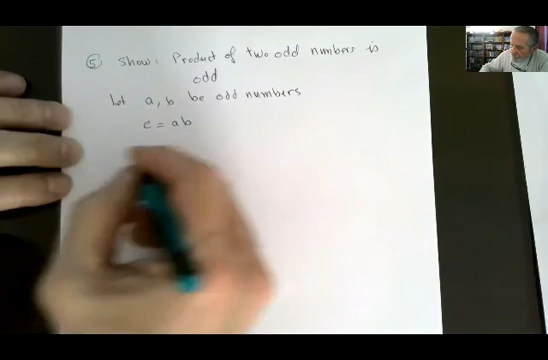 ⑤ Show: Product of two odd numbers is
odd
Let a, b be odd numbers
c = ab